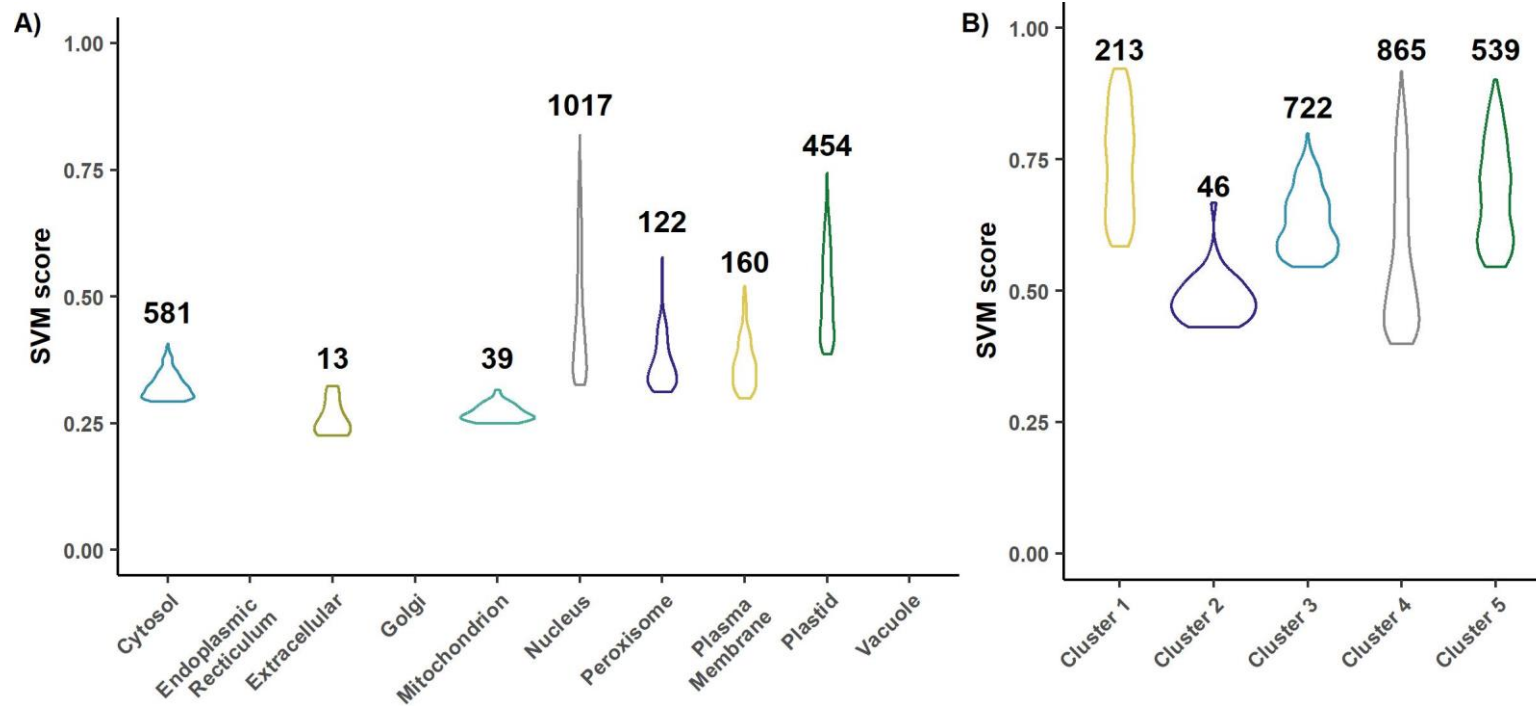 A)
SVM score
1.00
0.75
0.50
0.25
0.00
581
13
39
1017
122
160
454
Cytosol
Endoplasmic
Recticulum
Extracellular
Golgi
Mitochondrion
Nucleus
Peroxisome
Plasma
Membrane
Plastid
Vacuole
B)
SVM score
1.00
0.75
0.50
0.25
0.00
213
46
722
865
539
Cluster 1
Cluster 2
Cluster 3
Cluster 4
Cluster 5